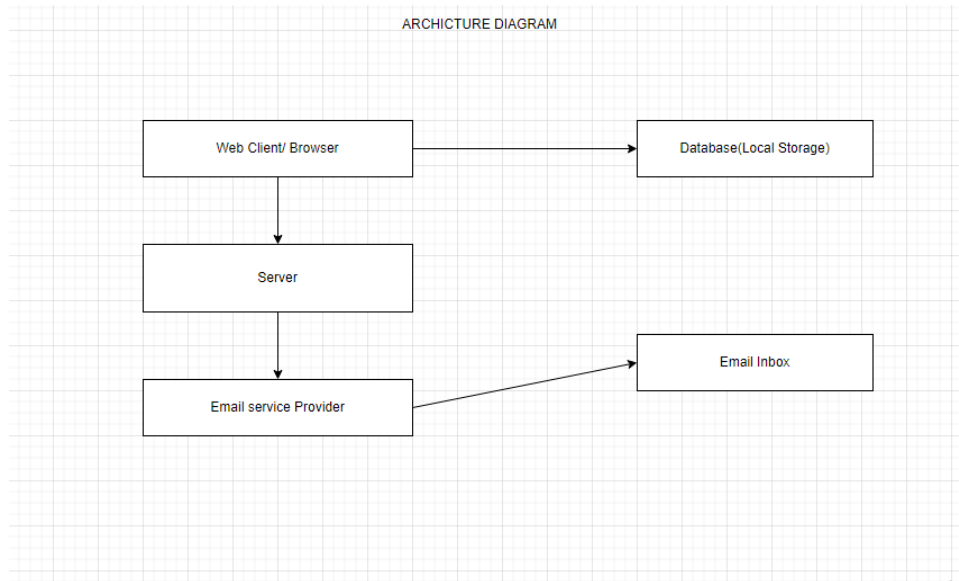 ARCHICTURE DIAGRAM
Web Client/ Browser
Database(Local Storage)
Server
Email Inbox
Email service Provider